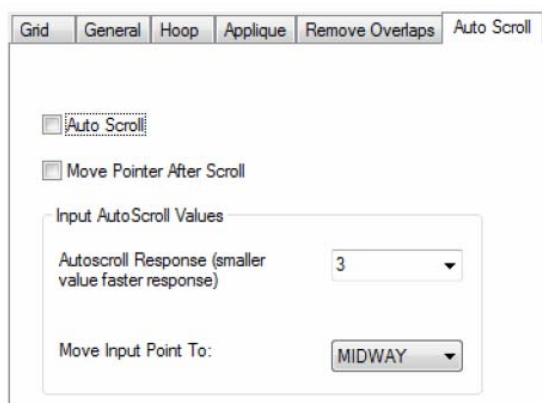 Grid General Hoop Applique Remove Overlaps Auto Scroll
Auto Scroll
Move Pointer After Scroll
Input AutoScroll Values
Autoscroll Response (smaller 3
value faster response)
Move Input Point To: MIDWAY